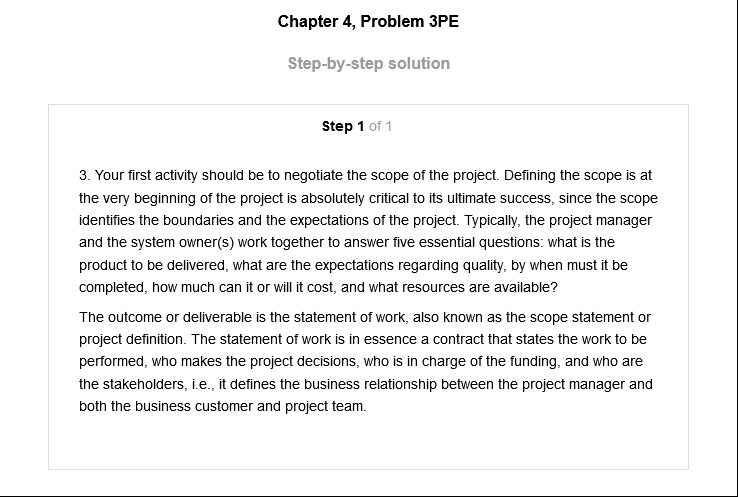 Chapter 4, Problem 3PE
Step-by-step solution
Step 1 of 1
3. Your first activity should be to negotiate the scope of the project. Defining the scope is at
the very beginning of the project is absolutely critical to its ultimate success, since the scope
identifies the boundaries and the expectations of the project. Typically, the project manager
and the system owner(s) work together to answer five essential questions: what is the
product to be delivered, what are the expectations regarding quality, by when must it be
completed, how much can it or will it cost, and what resources are available?
The outcome or deliverable is the statement of work, also known as the scope statement or
project definition. The statement of work is in essence a contract that states the work to be
performed, who makes the project decisions, who is in charge of the funding, and who are
the stakeholders, i.e., it defines the business relationship between the project manager and
both the business customer and project team.